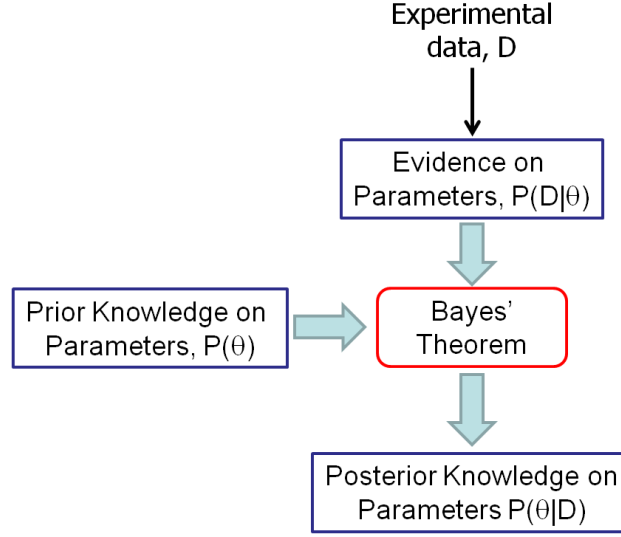 Experimental
data, D
Evidence on
Parameters, P(D|θ)
Prior Knowledge on
Parameters, P(θ)
Bayes’
Theorem
Posterior Knowledge on
Parameters P(θ|D)